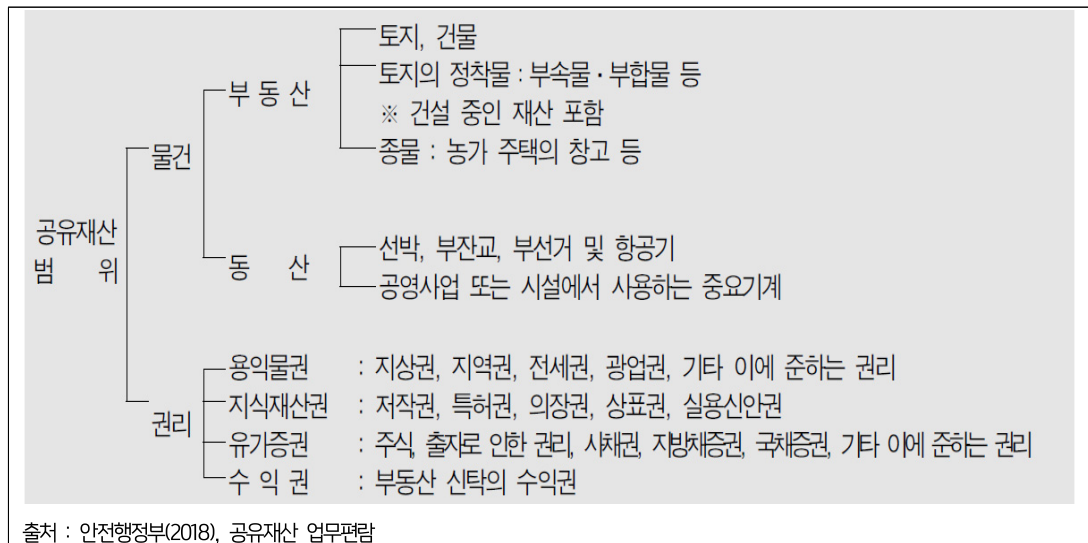 토지, 건물
부 동 산
토지의 정착물 : 부속물·부합물 등
※ 건설 중인 재산 포함
물건
종물 : 농가 주택의 창고 등
공유재산
범 위
선박, 부잔교, 부선거 및 항공기
동 산
공영사업 또는 시설에서 사용하는 중요기계
용익물권 : 지상권, 지역권, 전세권, 광업권, 기타 이에 준하는 권리
지식재산권 : 저작권, 특허권, 의장권, 상표권, 실용신안권
권리
유가증권 : 주식, 출자로 인한 권리, 사채권, 지방채증권, 국채증권, 기타 이에 준하는 권리
수 익 권 : 부동산 신탁의 수익권
출처 : 안전행정부(2018), 공유재산 업무편람